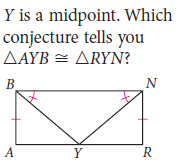 Y is a midpoint. Which
conjecture tells you
△AYB ≅ △RYN?
B N
A Y R